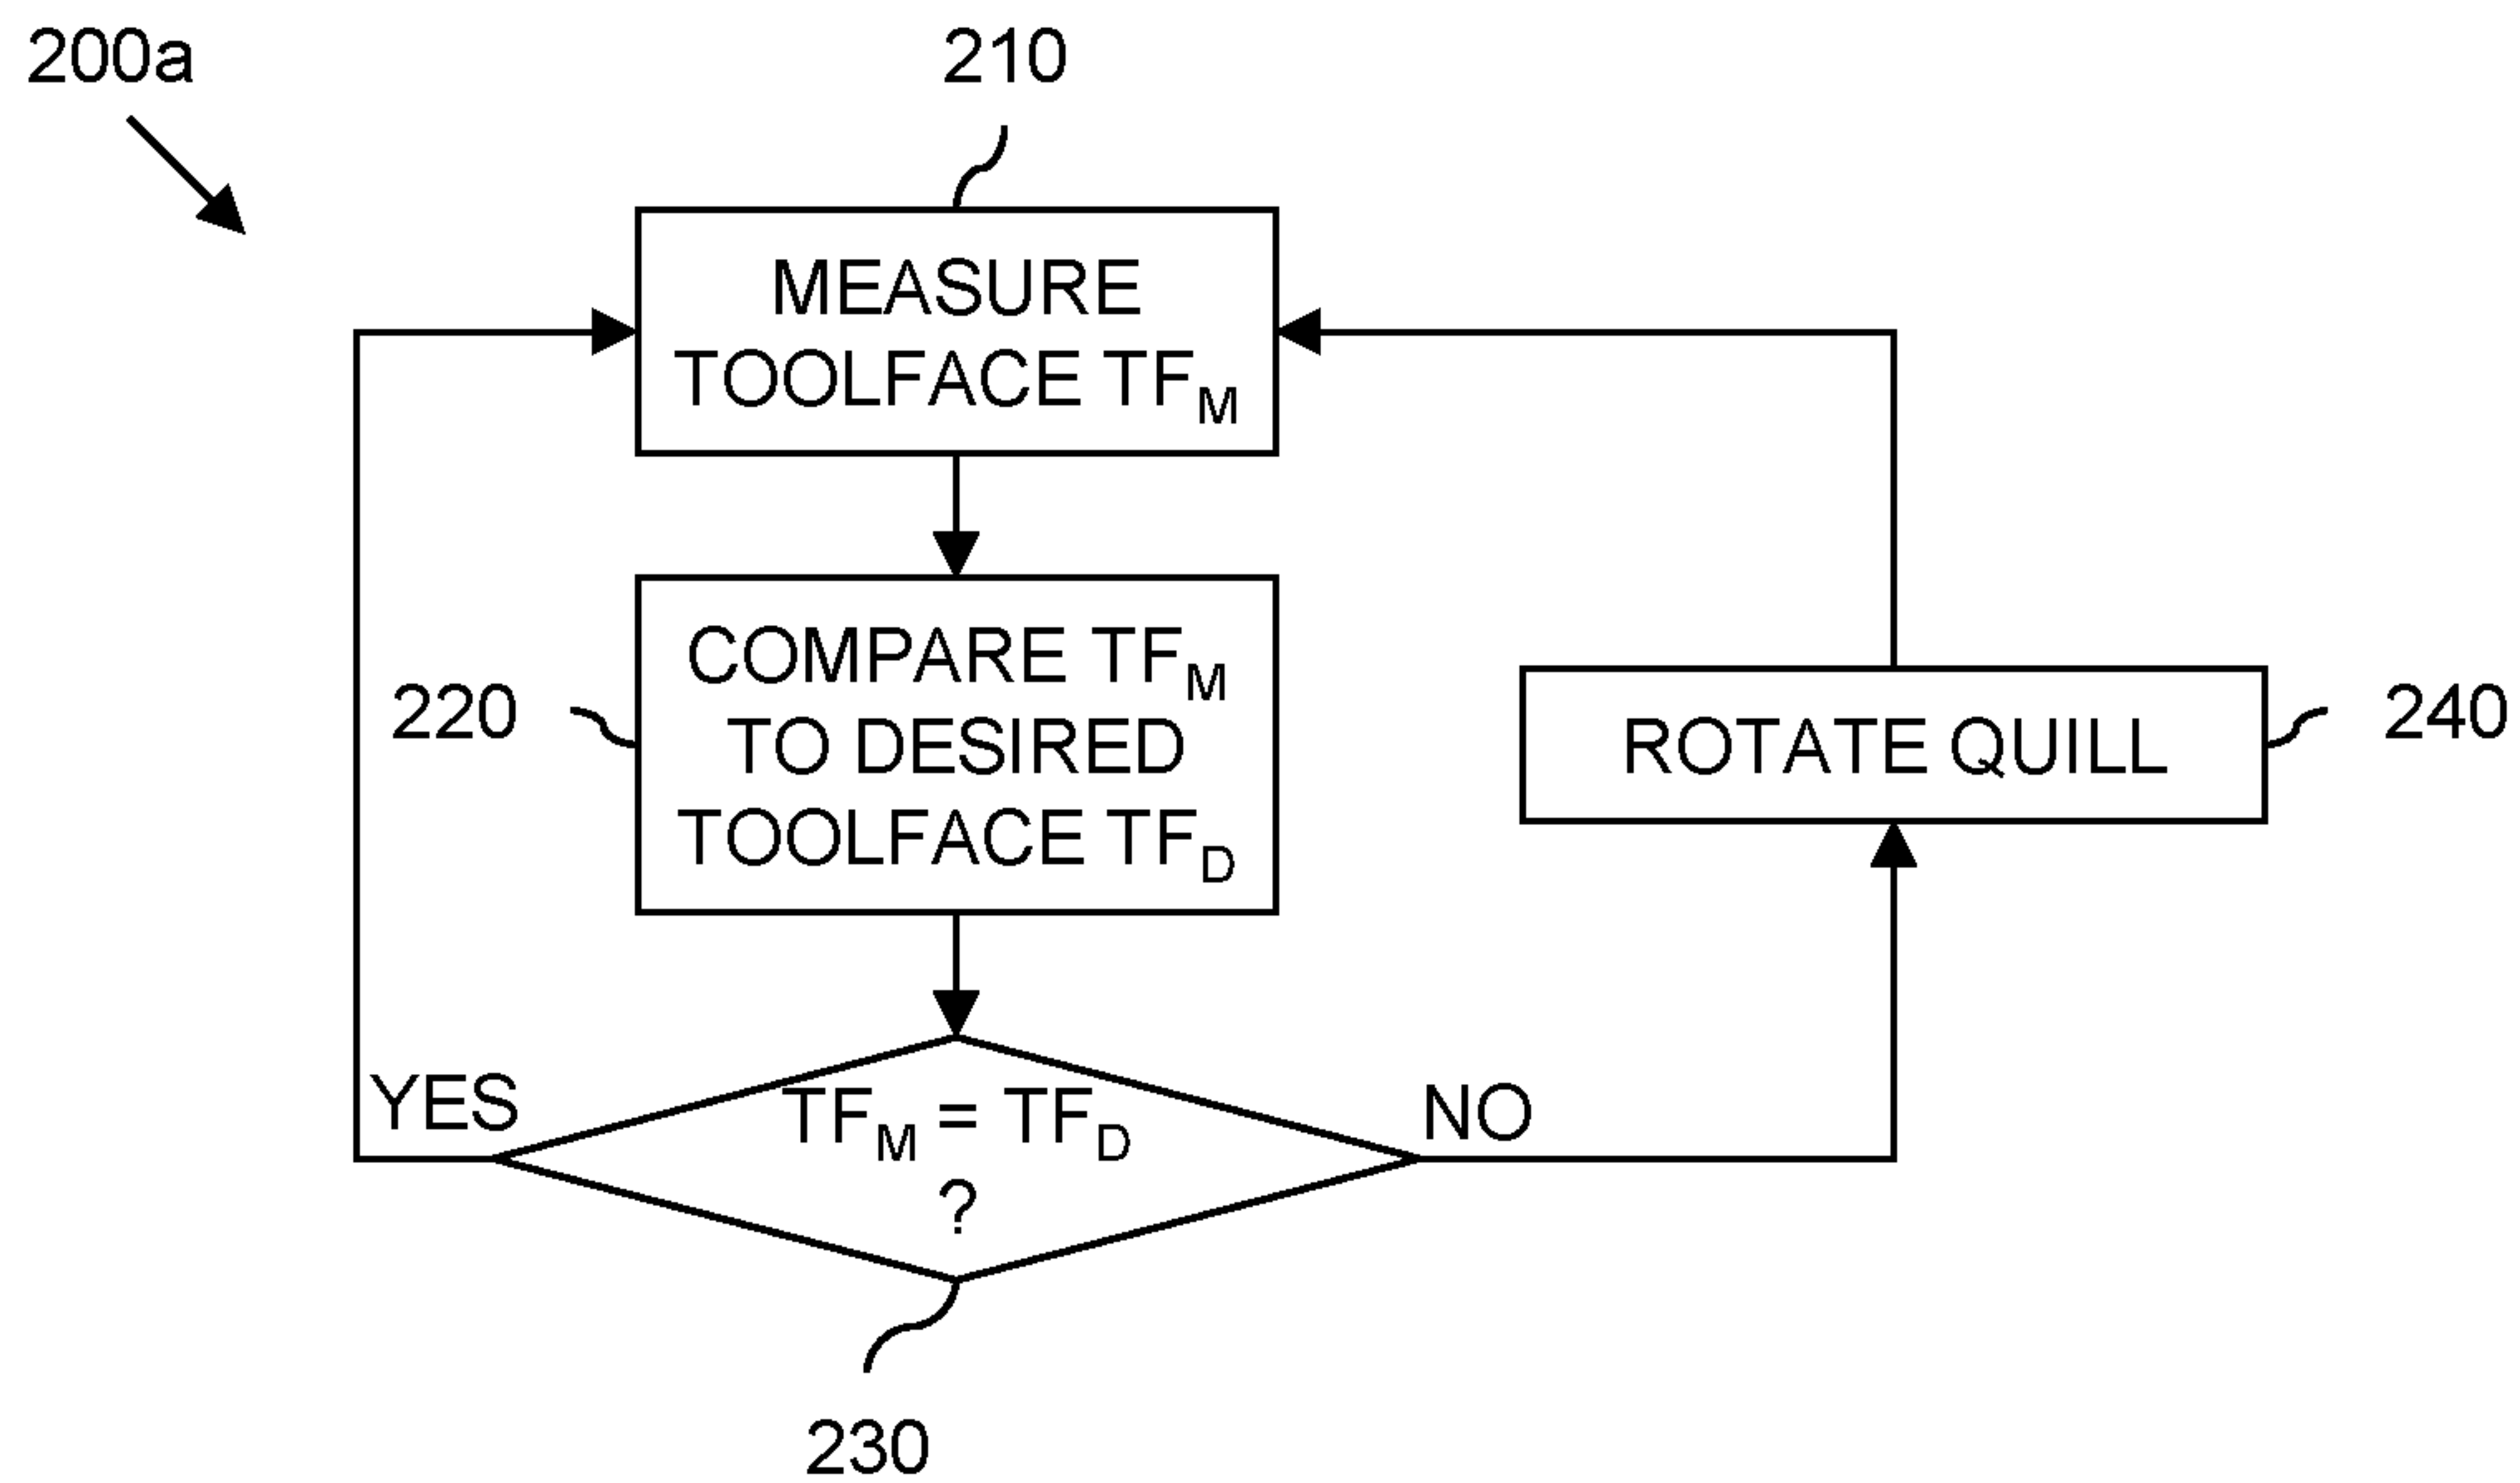 200a
210
MEASURE
TOOLFACE TFM
COMPARE TFM
TO DESIRED
TOOLFACE TFD
220
ROTATE QUILL
240
YES
TFM = TFD
?
NO
230